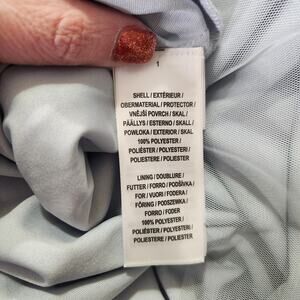 1
SHELL / EXTÉRIEUR /
OBERMATERIAL / PROTECTOR /
VNĚJŠÍ POVRCH / SKAL /
PÄÄLLYS / ESTERNO / SKALL /
POWLOKA / EXTERIOR / SKAL
100% POLYESTER /
POLIÉSTER / POLYESTERI /
POLIESTERE / POLIESTER
LINING / DOUBLURE /
FUTTER / FORRO / PODŠÍVKA /
FOR / VUORI / FODERA /
FÔRING / PODSZEWKA /
FORRO / FODER
100% POLYESTER /
POLIÉSTER / POLYESTERI /
POLIESTERE / POLIESTER